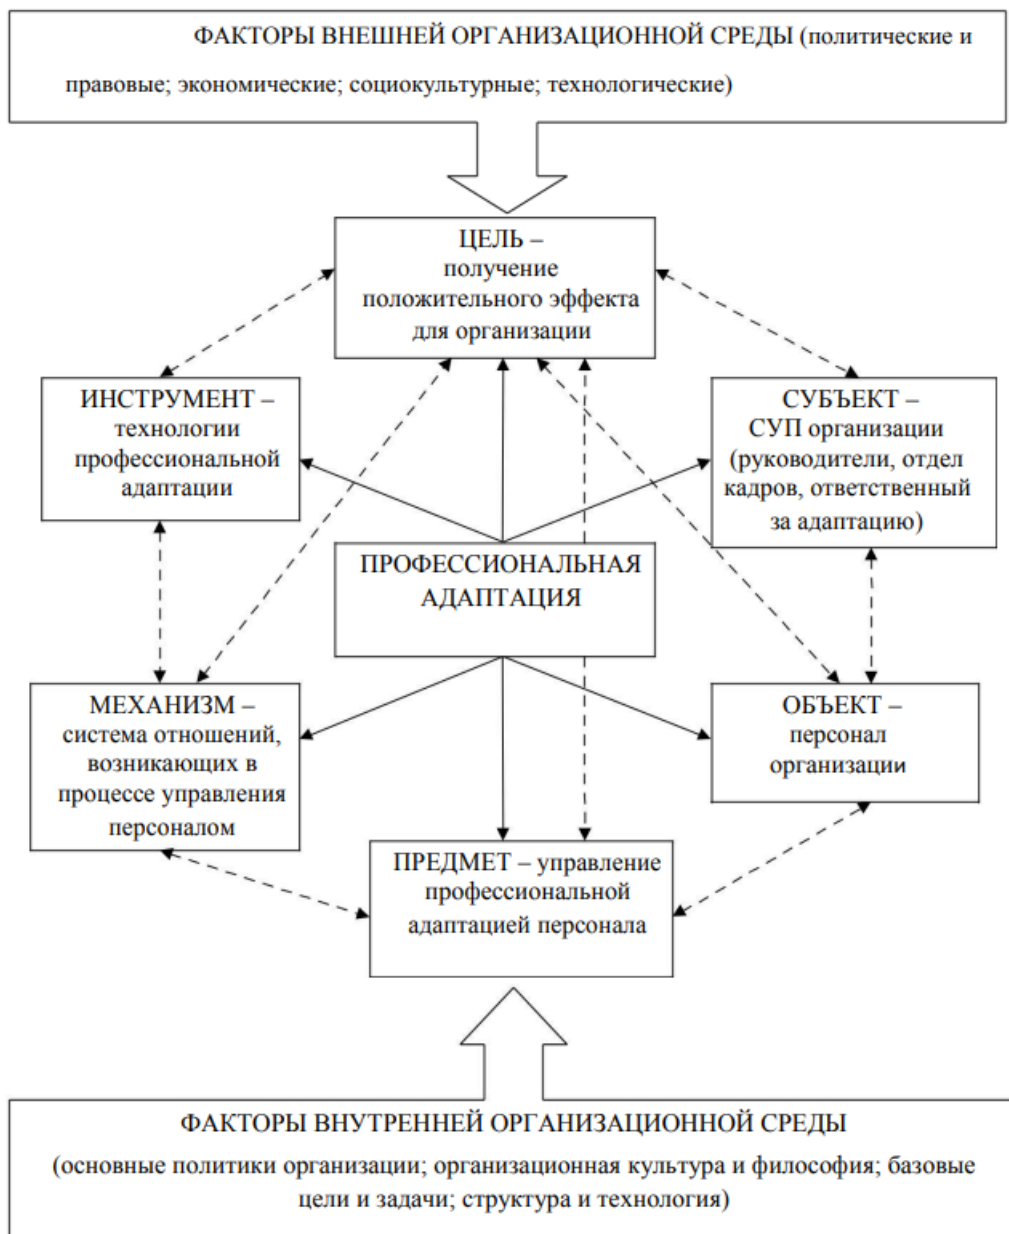 ФАКТОРЫ ВНЕШНЕЙ ОРГАНИЗАЦИОННОЙ СРЕДЫ (политические и
правовые; экономические; социокультурные; технологические)
ЦЕЛЬ –
получение
положительного эффекта
для организации
ИНСТРУМЕНТ –
технологии
профессиональной
адаптации
СУБЪЕКТ –
СУП организации
(руководители, отдел
кадров, ответственный
за адаптацию)
ПРОФЕССИОНАЛЬНАЯ
АДАПТАЦИЯ
МЕХАНИЗМ –
система отношений,
возникающих в
процессе управления
персоналом
ОБЪЕКТ –
персонал
организации
ПРЕДМЕТ – управление
профессиональной
адаптацией персонала
ФАКТОРЫ ВНУТРЕННЕЙ ОРГАНИЗАЦИОННОЙ СРЕДЫ
(основные политики организации; организационная культура и философия; базовые
цели и задачи; структура и технология)